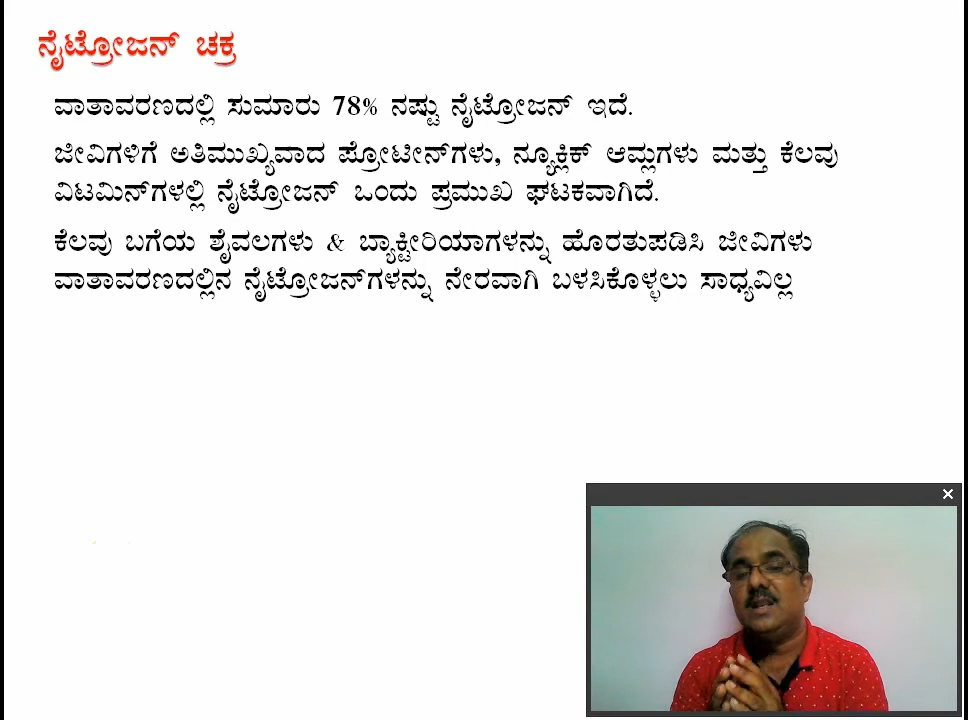 ನೈಟ್ರೋಜನ್ ಚಕ್ರ
ವಾತಾವರಣದಲ್ಲಿ ಸುಮಾರು 78% ನಷ್ಟು ನೈಟ್ರೋಜನ್ ಇದೆ.
ಜೀವಿಗಳಿಗೆ ಅತಿಮುಖ್ಯವಾದ ಪ್ರೋಟೀನ್‌ಗಳು, ನ್ಯೂಕ್ಲಿಕ್ ಆಮ್ಲಗಳು ಮತ್ತು ಕೆಲವು
ವಿಟಮಿನ್‌ಗಳಲ್ಲಿ ನೈಟ್ರೋಜನ್ ಒಂದು ಪ್ರಮುಖ ಘಟಕವಾಗಿದೆ.
ಕೆಲವು ಬಗೆಯ ಶೈವಲಗಳು & ಬ್ಯಾಕ್ಟೀರಿಯಾಗಳನ್ನು ಹೊರತುಪಡಿಸಿ ಜೀವಿಗಳು
ವಾತಾವರಣದಲ್ಲಿನ ನೈಟ್ರೋಜನ್‌ಗಳನ್ನು ನೇರವಾಗಿ ಬಳಸಿಕೊಳ್ಳಲು ಸಾಧ್ಯವಿಲ್ಲ